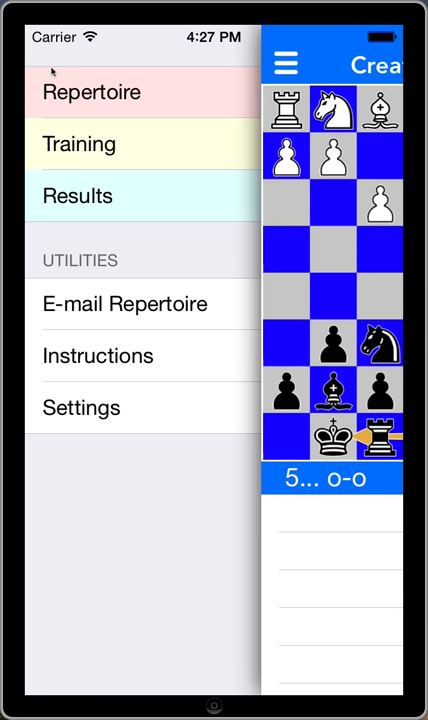 Carrier 4:27 PM
Crea
Repertoire
Training
Results
UTILITIES
E-mail Repertoire
Instructions
Settings
5... o-o